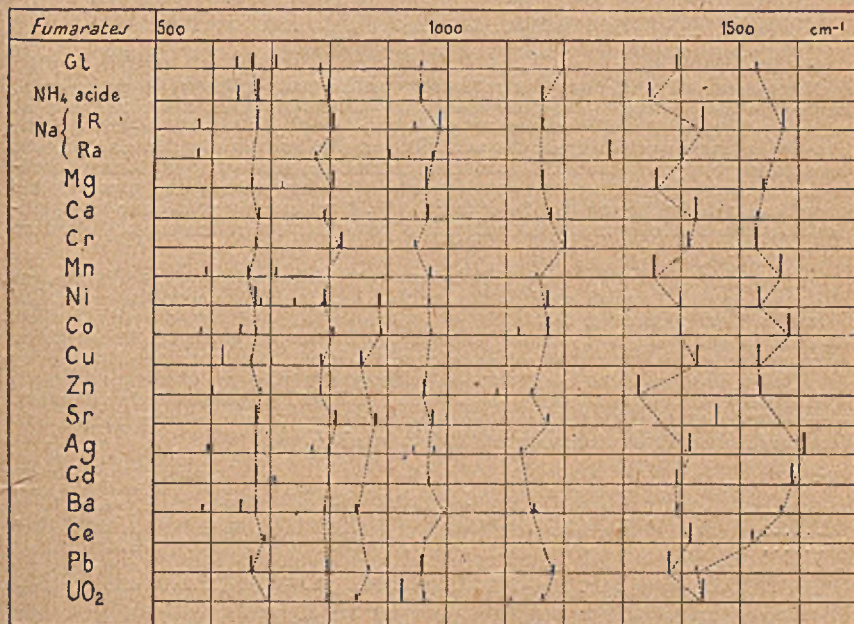 Fumarates 500 1000 1500 cm-1
Gl
NH4 acide
Na { IR
Ra
Mg
Ca
Cr
Mn
Ni
Co
Cu
Zn
Sr
Ag
Cd
Ba
Ce
Pb
UO2